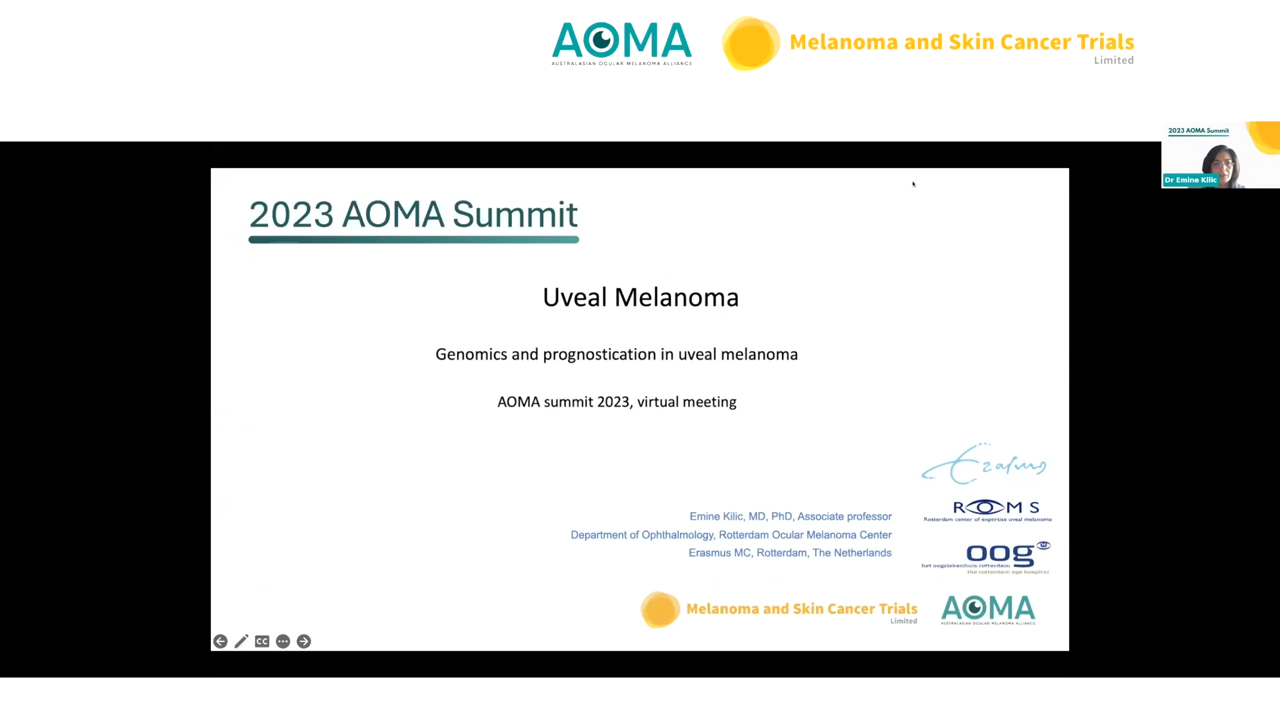 AOMA
AUSTRALASIAN OCULAR MELANOMA ALLIANCE
Melanoma and Skin Cancer Trials
Limited
2023 AOMA Summit
Dr Emine Kilic
2023 AOMA Summit
Uveal Melanoma
Genomics and prognostication in uveal melanoma
AOMA summit 2023, virtual meeting
Erasmus
ROMS
Rotterdam center of expertise uveal melanoma
Emine Kilic, MD, PhD, Associate professor
Department of Ophthalmology, Rotterdam Ocular Melanoma Center
Erasmus MC, Rotterdam, The Netherlands
oog
het oogziekenhuis rotterdam
the rotterdam eye hospital
Melanoma and Skin Cancer Trials
Limited
AOMA
AUSTRALASIAN OCULAR MELANOMA ALLIANCE
CC